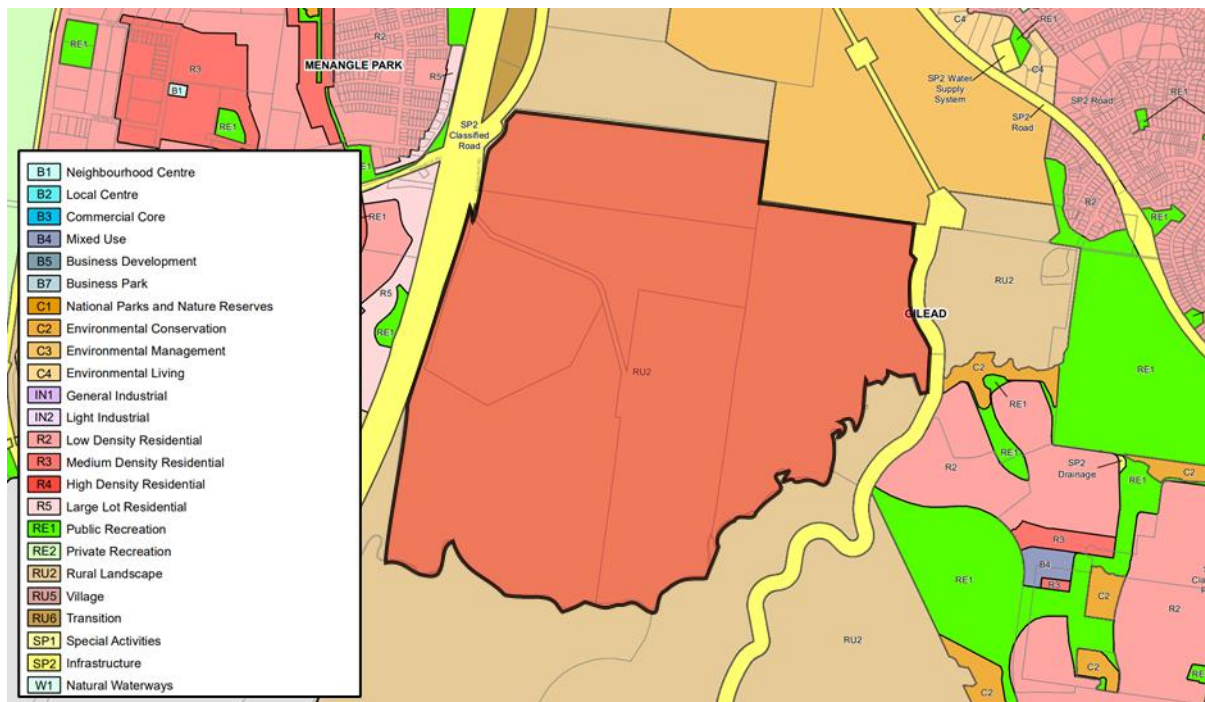 C4
RE1
RE1
R2
R3
MENANGLE PARK
R5
B1
RE1
SP2 Water
Supply
System
C4
SP2 Road
RE1
SP2
Road
SP2
Classified
Road
RE1
R2
RE1
RE1
R5
RE1
RU2
GILEAD
RU2
RE1
C2
RE1
RE1
R2
SP2
Drainage
C2
RE1
R3
B4
R3
RE1
C2
R2
RU2
C2
C2
B1 Neighbourhood Centre
B2 Local Centre
B3 Commercial Core
B4 Mixed Use
B5 Business Development
B7 Business Park
C1 National Parks and Nature Reserves
C2 Environmental Conservation
C3 Environmental Management
C4 Environmental Living
IN1 General Industrial
IN2 Light Industrial
R2 Low Density Residential
R3 Medium Density Residential
R4 High Density Residential
R5 Large Lot Residential
RE1 Public Recreation
RE2 Private Recreation
RU2 Rural Landscape
RU5 Village
RU6 Transition
SP1 Special Activities
SP2 Infrastructure
W1 Natural Waterways